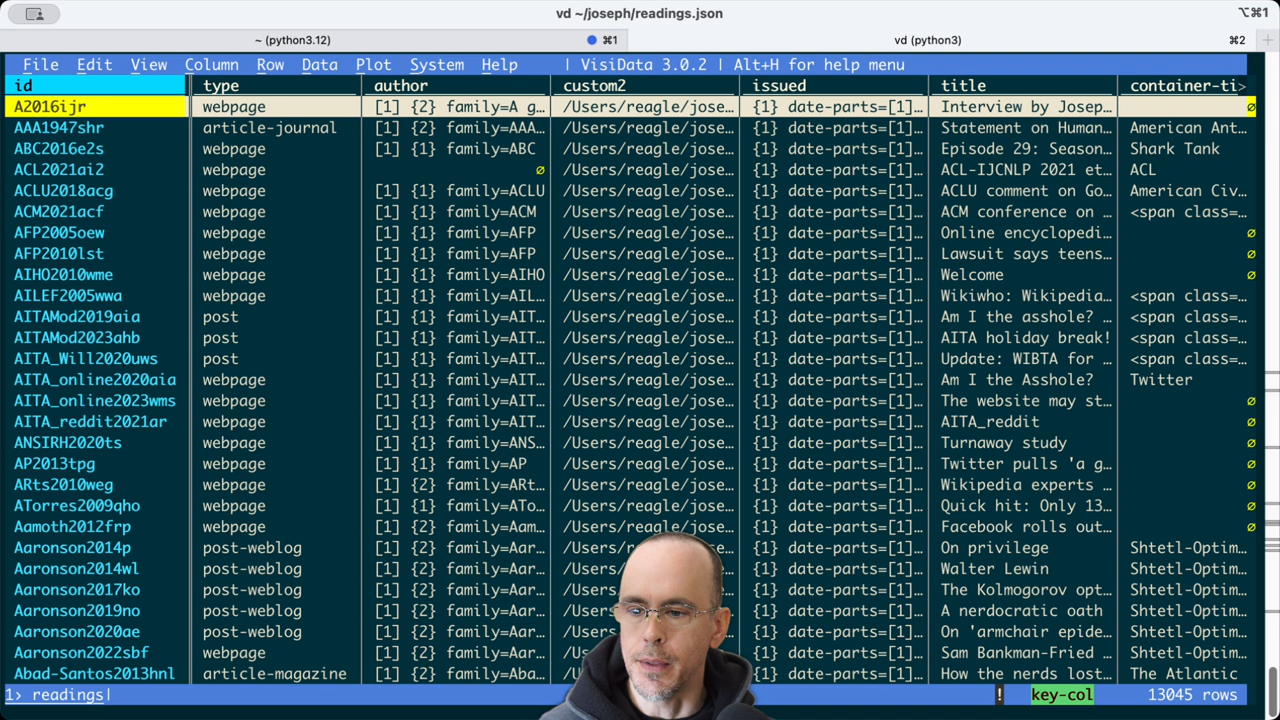 vd ~/joseph/readings.json ⌥⌘1
~ (python3.12) ⌘1 vd (python3) ⌘2 +
File Edit View Column Row Data Plot System Help | VisiData 3.0.2 | Alt+H for help menu
id type author custom2 issued title container-ti>
A2016ijr webpage [1] {2} family=A g… /Users/reagle/jose… {1} date-parts=[1]… Interview by Josep… ∅
AAA1947shr article-journal [1] {2} family=AAA… /Users/reagle/jose… {1} date-parts=[1]… Statement on Human… American Ant…
ABC2016e2s webpage [1] {1} family=ABC /Users/reagle/jose… {1} date-parts=[1]… Episode 29: Season… Shark Tank
ACL2021ai2 webpage ∅ /Users/reagle/jose… {1} date-parts=[1]… ACL-IJCNLP 2021 et… ACL
ACLU2018acg webpage [1] {1} family=ACLU /Users/reagle/jose… {1} date-parts=[1]… ACLU comment on Go… American Civ…
ACM2021acf webpage [1] {1} family=ACM /Users/reagle/jose… {1} date-parts=[1]… ACM conference on … <span class=…
AFP2005oew webpage [1] {1} family=AFP /Users/reagle/jose… {1} date-parts=[1]… Online encyclopedi… ∅
AFP2010lst webpage [1] {1} family=AFP /Users/reagle/jose… {1} date-parts=[1]… Lawsuit says teens… ∅
AIHO2010wme webpage [1] {1} family=AIHO /Users/reagle/jose… {1} date-parts=[1]… Welcome ∅
AILEF2005wwa webpage [1] {1} family=AIL… /Users/reagle/jose… {1} date-parts=[1]… Wikiwho: Wikipedia… <span class=…
AITAMod2019aia post [1] {1} family=AIT… /Users/reagle/jose… {1} date-parts=[1]… Am I the asshole? … <span class=…
AITAMod2023ahb post [1] {1} family=AIT… /Users/reagle/jose… {1} date-parts=[1]… AITA holiday break! <span class=…
AITA_Will2020uws post [1] {1} family=AIT… /Users/reagle/jose… {1} date-parts=[1]… Update: WIBTA for … <span class=…
AITA_online2020aia webpage [1] {1} family=AIT… /Users/reagle/jose… {1} date-parts=[1]… Am I the Asshole? Twitter
AITA_online2023wms webpage [1] {1} family=AIT… /Users/reagle/jose… {1} date-parts=[1]… The website may st… ∅
AITA_reddit2021ar webpage [1] {1} family=AIT… /Users/reagle/jose… {1} date-parts=[1]… AITA_reddit ∅
ANSIRH2020ts webpage [1] {1} family=ANS… /Users/reagle/jose… {1} date-parts=[1]… Turnaway study ∅
AP2013tpg webpage [1] {1} family=AP /Users/reagle/jose… {1} date-parts=[1]… Twitter pulls 'a g… ∅
ARts2010weg webpage [1] {2} family=ARt… /Users/reagle/jose… {1} date-parts=[1]… Wikipedia experts … ∅
ATorres2009qho webpage [1] {1} family=ATo… /Users/reagle/jose… {1} date-parts=[1]… Quick hit: Only 13… ∅
Aamoth2012frp webpage [1] {2} family=Aam… /Users/reagle/jose… {1} date-parts=[1]… Facebook rolls out… ∅
Aaronson2014p post-weblog [1] {2} family=Aar… /Users/reagle/jose… {1} date-parts=[1]… On privilege Shtetl-Optim…
Aaronson2014wl post-weblog [1] {2} family=Aar… /Users {1} date-parts=[1]… Walter Lewin Shtetl-Optim…
Aaronson2017ko post-weblog [1] {2} family=Aar… /Users {1} date-parts=[1]… The Kolmogorov opt… Shtetl-Optim…
Aaronson2019no post-weblog [1] {2} family=Aar… /Users {1} date-parts=[1]… A nerdocratic oath Shtetl-Optim…
Aaronson2020ae post-weblog [1] {2} family=Aar… /Users {1} date-parts=[1]… On 'armchair epide… Shtetl-Optim…
Aaronson2022sbf webpage [1] {2} family=Aar… /Users {1} date-parts=[1]… Sam Bankman-Fried … Shtetl-Optim…
Abad-Santos2013hnl article-magazine [1] {2} family=Aba… date-parts=[1]… How the nerds lost… The Atlantic
1› readings| ! key-col 13045 rows